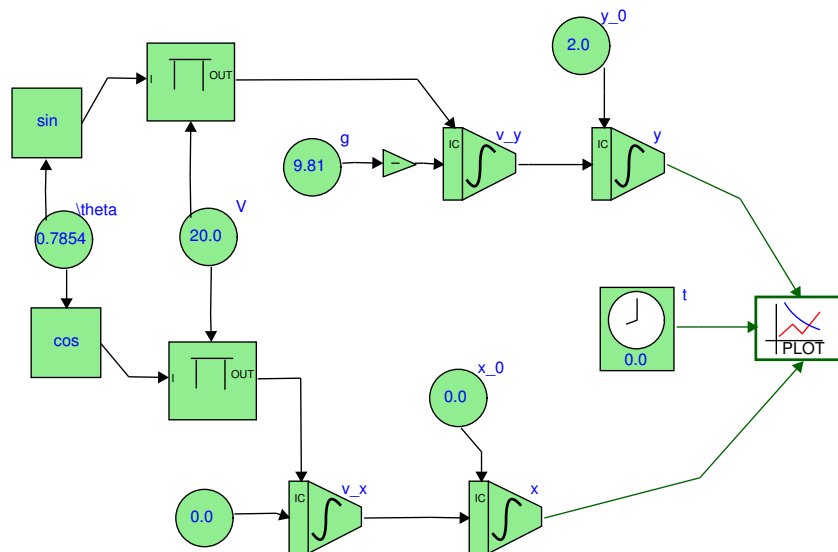 y_0
2.0
I
OUT
sin
g
9.81
−
IC
v_y
IC
y
\theta
0.7854
V
20.0
t
0.0
PLOT
cos
I
OUT
x_0
0.0
0.0
IC
v_x
IC
x